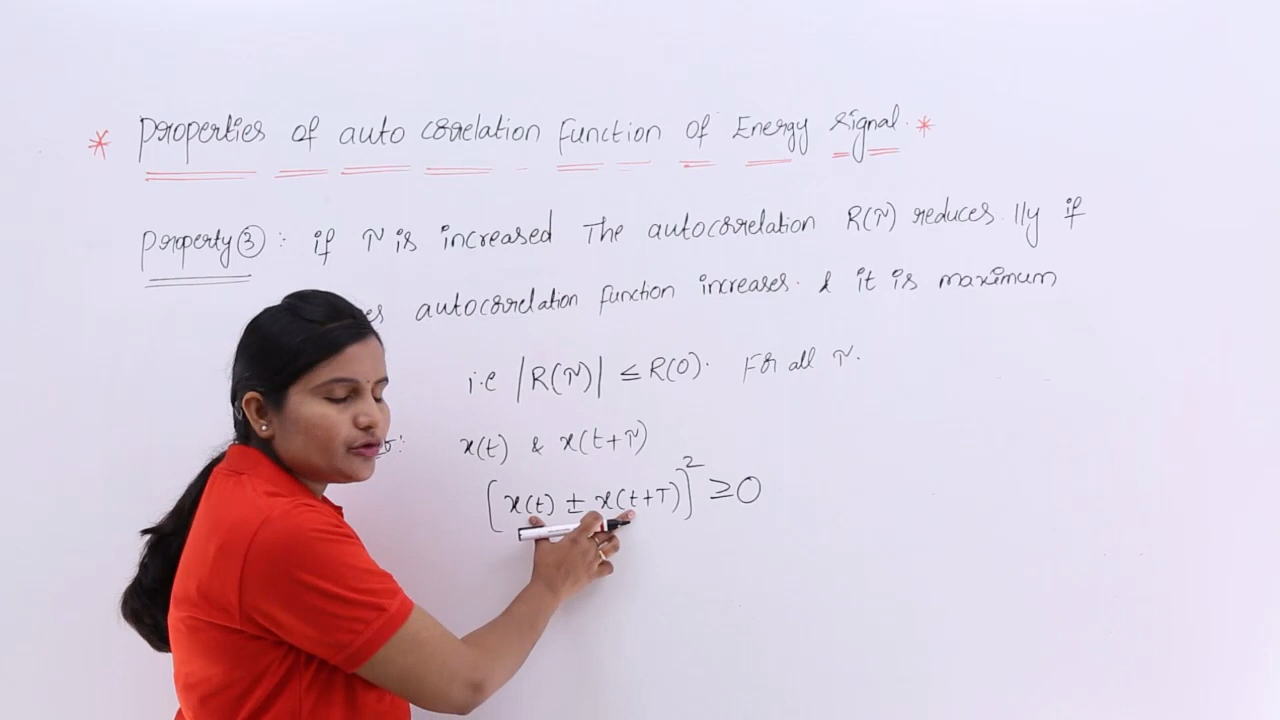 * Properties of auto correlation function of Energy signal. *
Property ③ : if τ is increased The autocorrelation R(τ) reduces. lly if
autocorrelation function increases. & it is maximum
i.e |R(τ)| ≤ R(0). For all τ.
x(t) & x(t+τ)
[x(t) ± x(t+T)]² ≥ 0